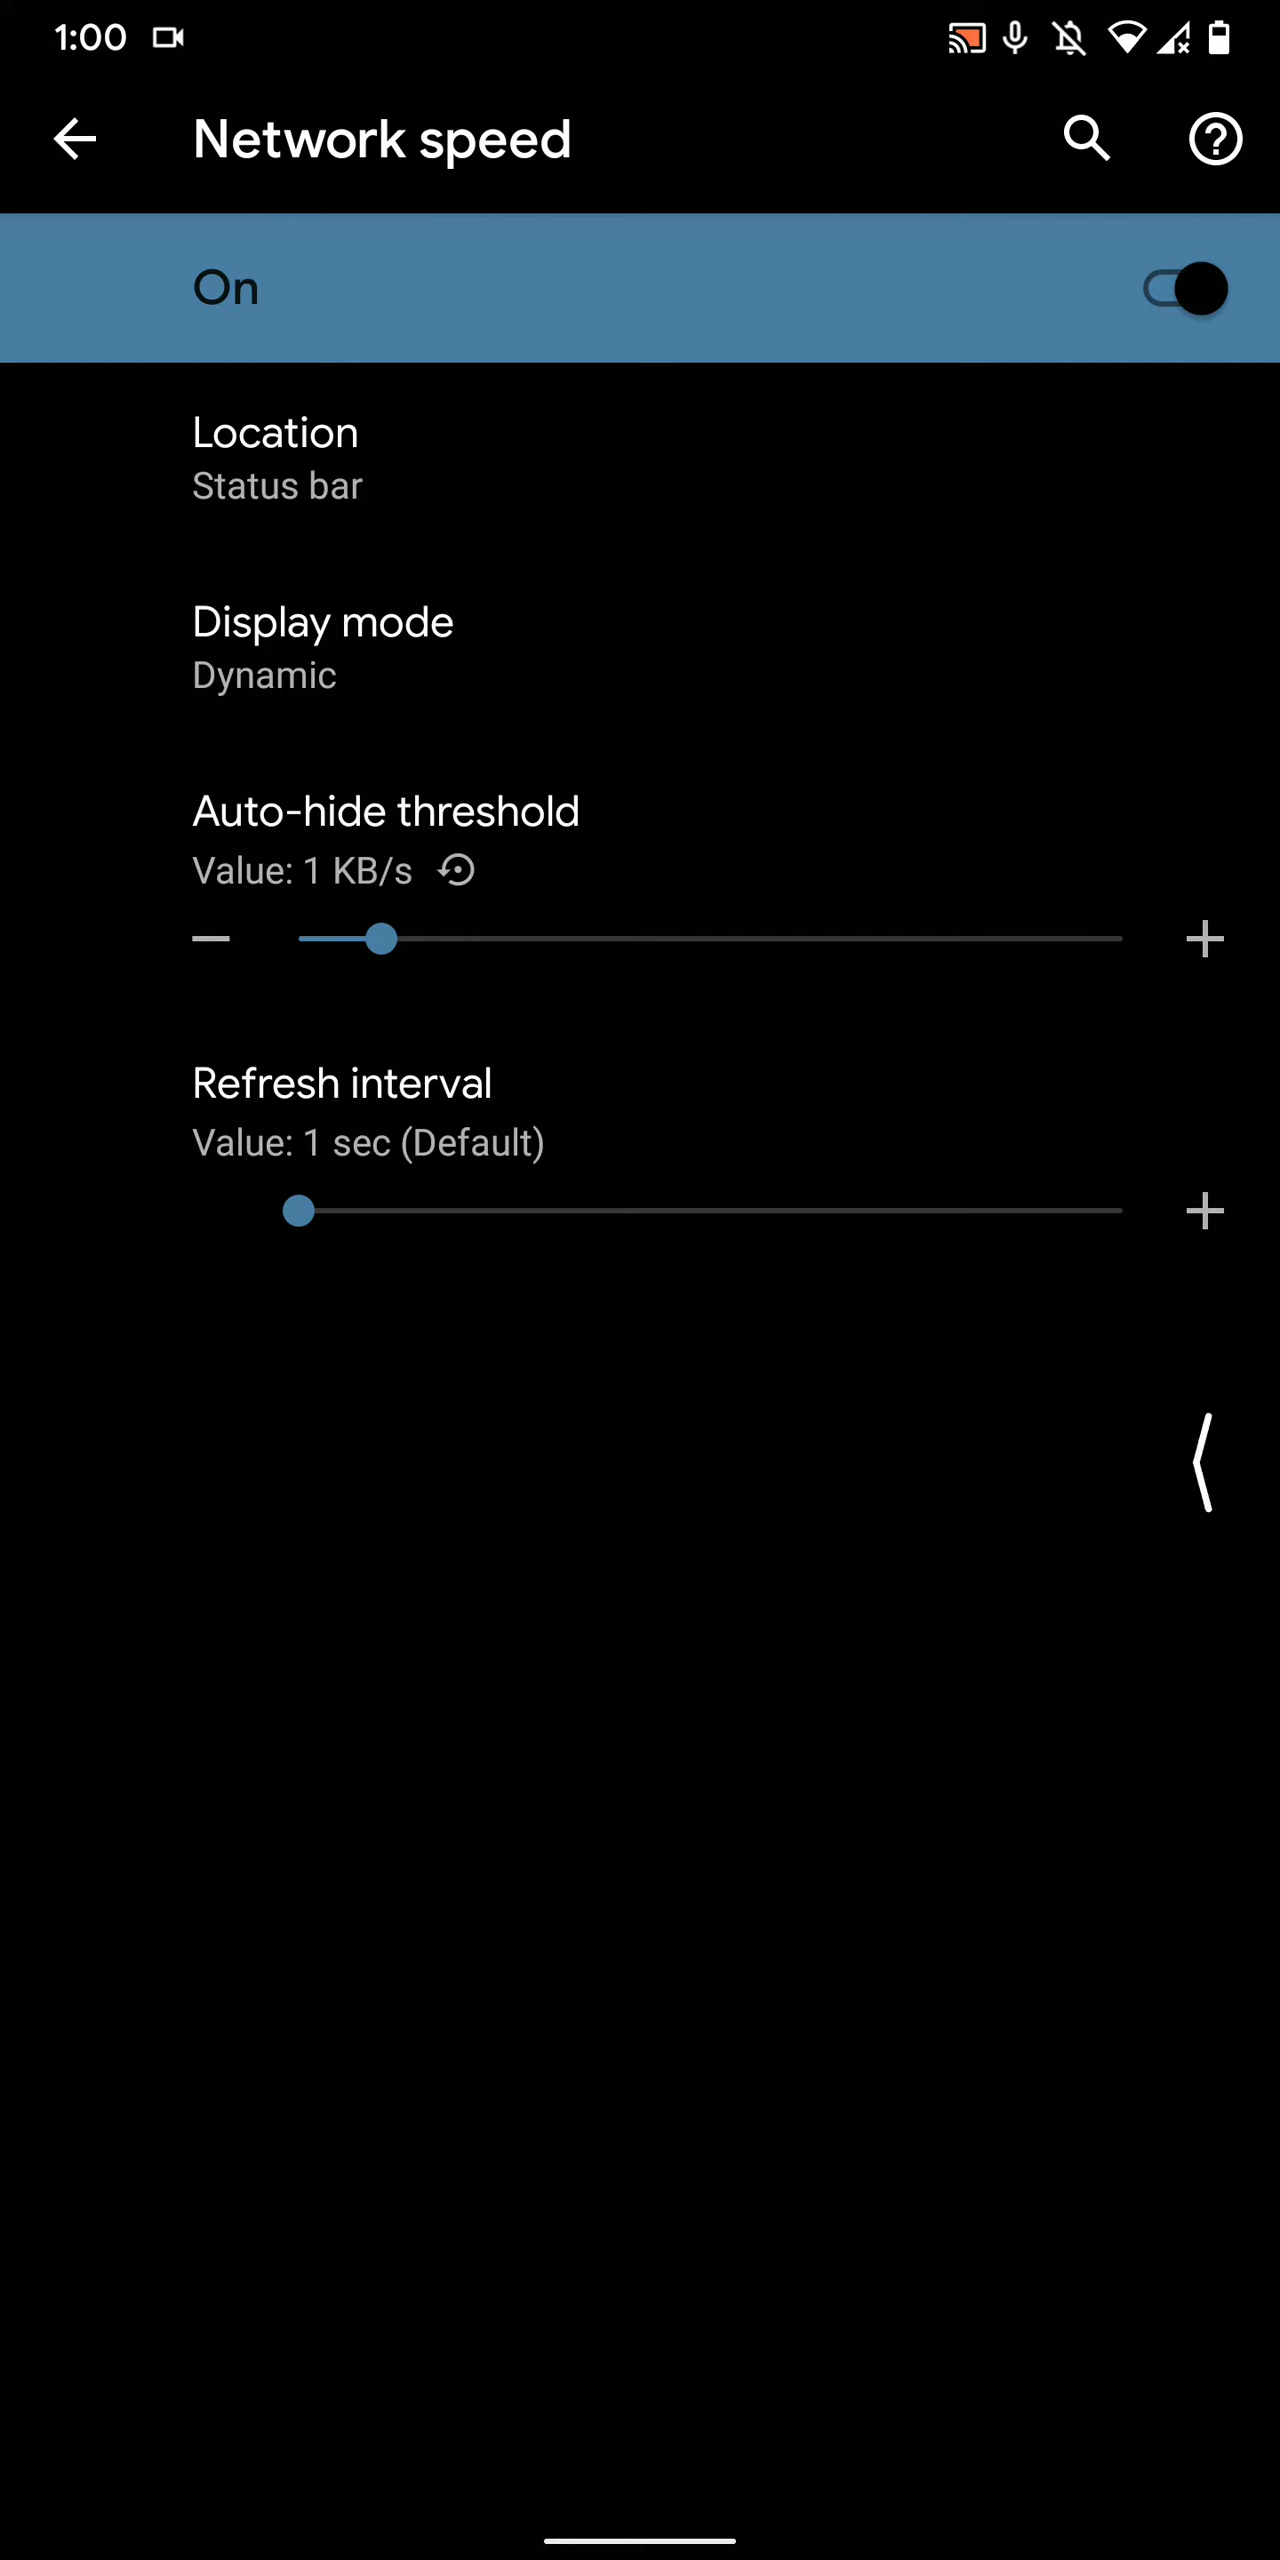 1:00
Network speed
On
Location
Status bar
Display mode
Dynamic
Auto-hide threshold
Value: 1 KB/s
Refresh interval
Value: 1 sec (Default)